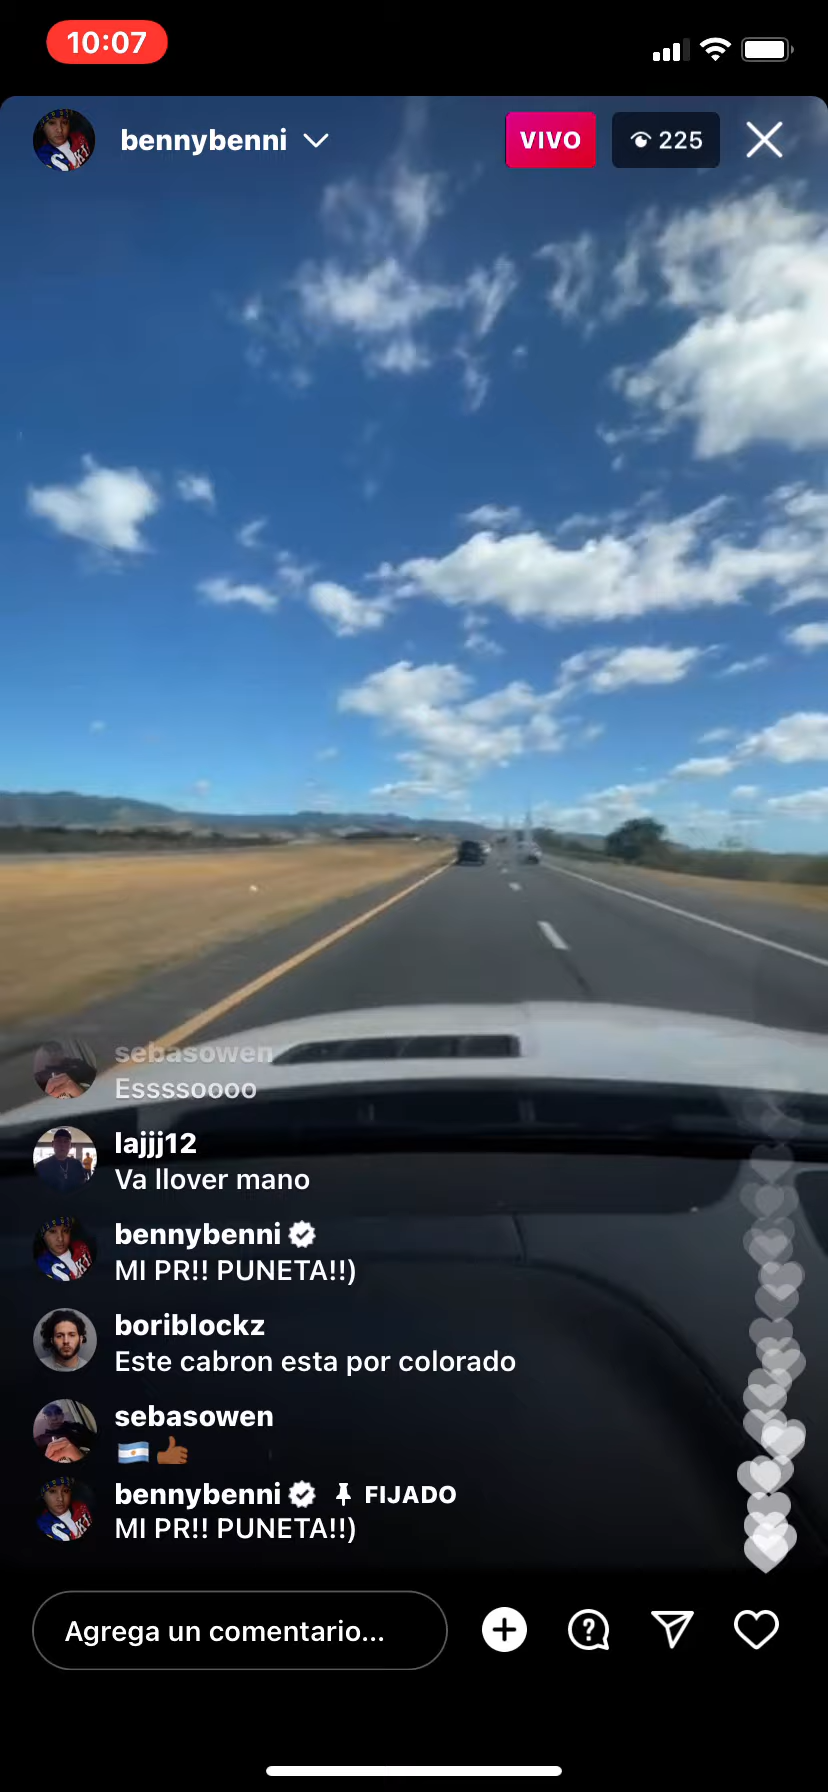 10:07
bennybenni
VIVO
225
sebasowen
Essssoooo
lajjj12
Va llover mano
bennybenni
MI PR!! PUNETA!!)
boriblockz
Este cabron esta por colorado
sebasowen
🇦🇷👍🏾
bennybenni FIJADO
MI PR!! PUNETA!!)
Agrega un comentario...